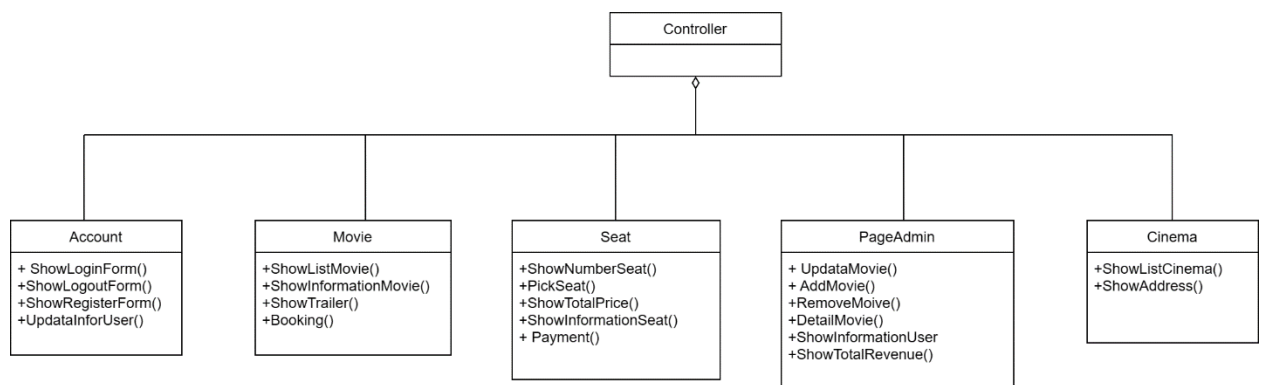 Controller
Account
+ ShowLoginForm()
+ShowLogoutForm()
+ShowRegisterForm()
+UpdataInforUser()
Movie
+ShowListMovie()
+ShowInformationMovie()
+ShowTrailer()
+Booking()
Seat
+ShowNumberSeat()
+PickSeat()
+ShowTotalPrice()
+ShowInformationSeat()
+ Payment()
PageAdmin
+ UpdataMovie()
+ AddMovie()
+RemoveMoive()
+DetailMovie()
+ShowInformationUser
+ShowTotalRevenue()
Cinema
+ShowListCinema()
+ShowAddress()